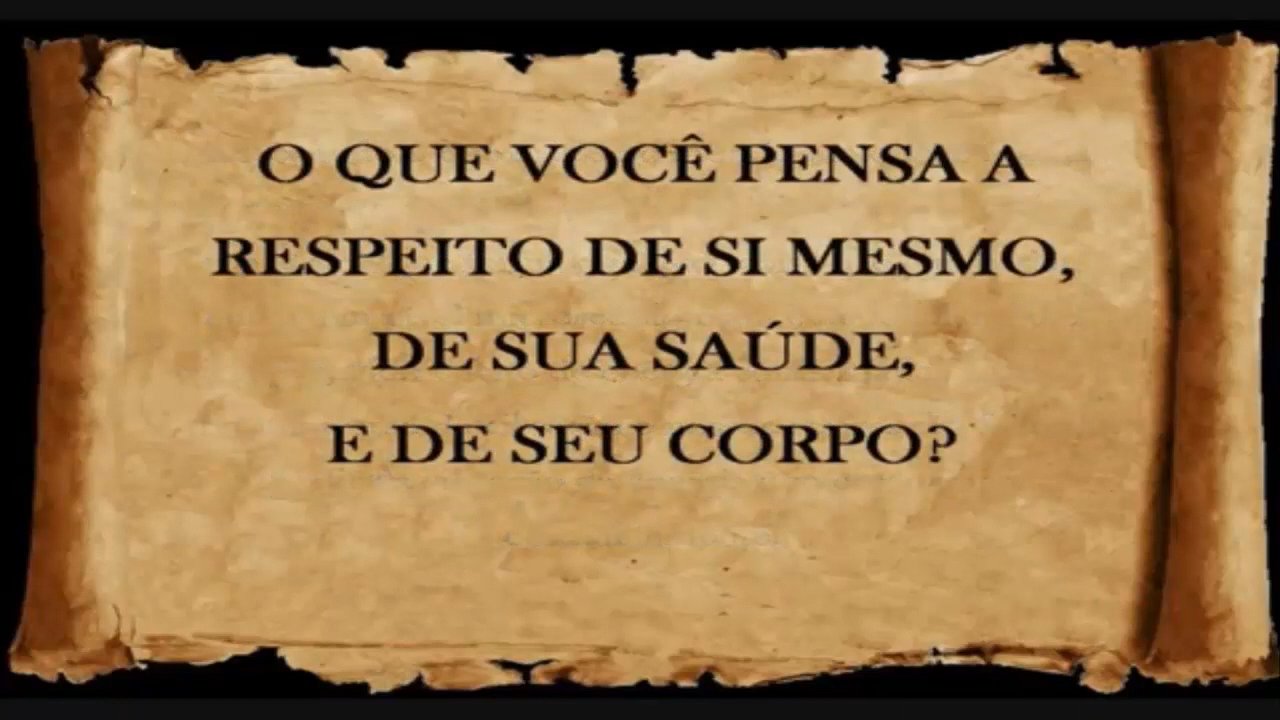 O QUE VOCÊ PENSA A
RESPEITO DE SI MESMO,
DE SUA SAÚDE,
E DE SEU CORPO?